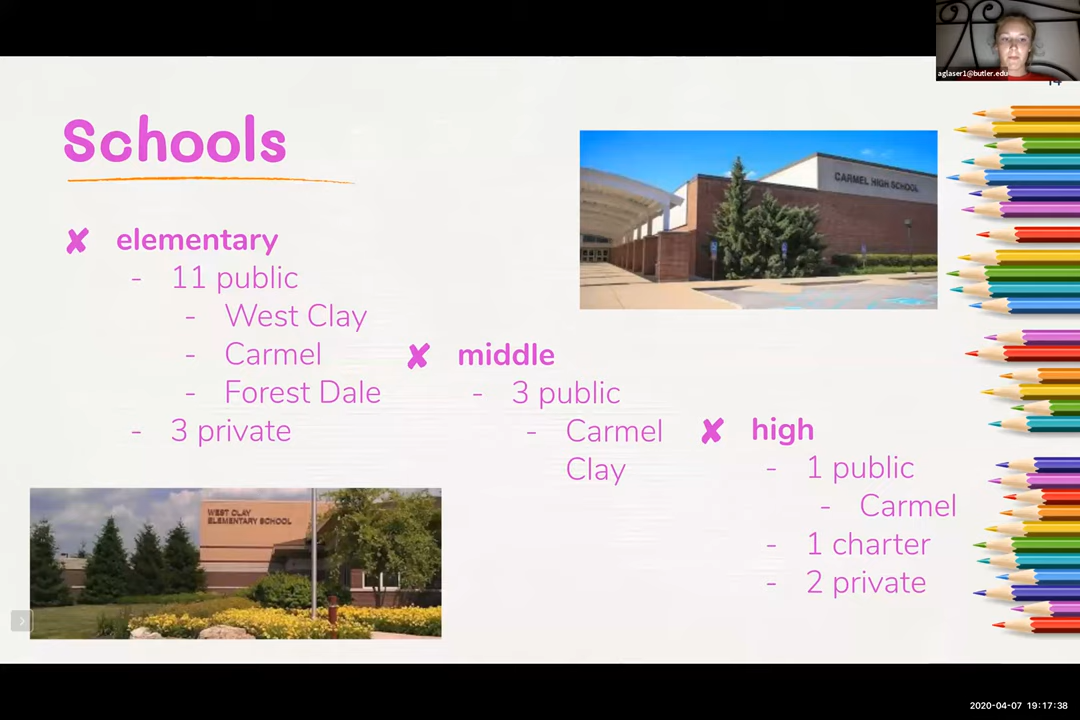 aglaser1@butler.edu
Schools
CARMEL HIGH SCHOOL
✘ elementary
- 11 public
- West Clay
- Carmel
- Forest Dale
- 3 private
✘ middle
- 3 public
- Carmel
Clay
✘ high
- 1 public
- Carmel
- 1 charter
- 2 private
WEST CLAY
ELEMENTARY SCHOOL
2020-04-07 19:17:38